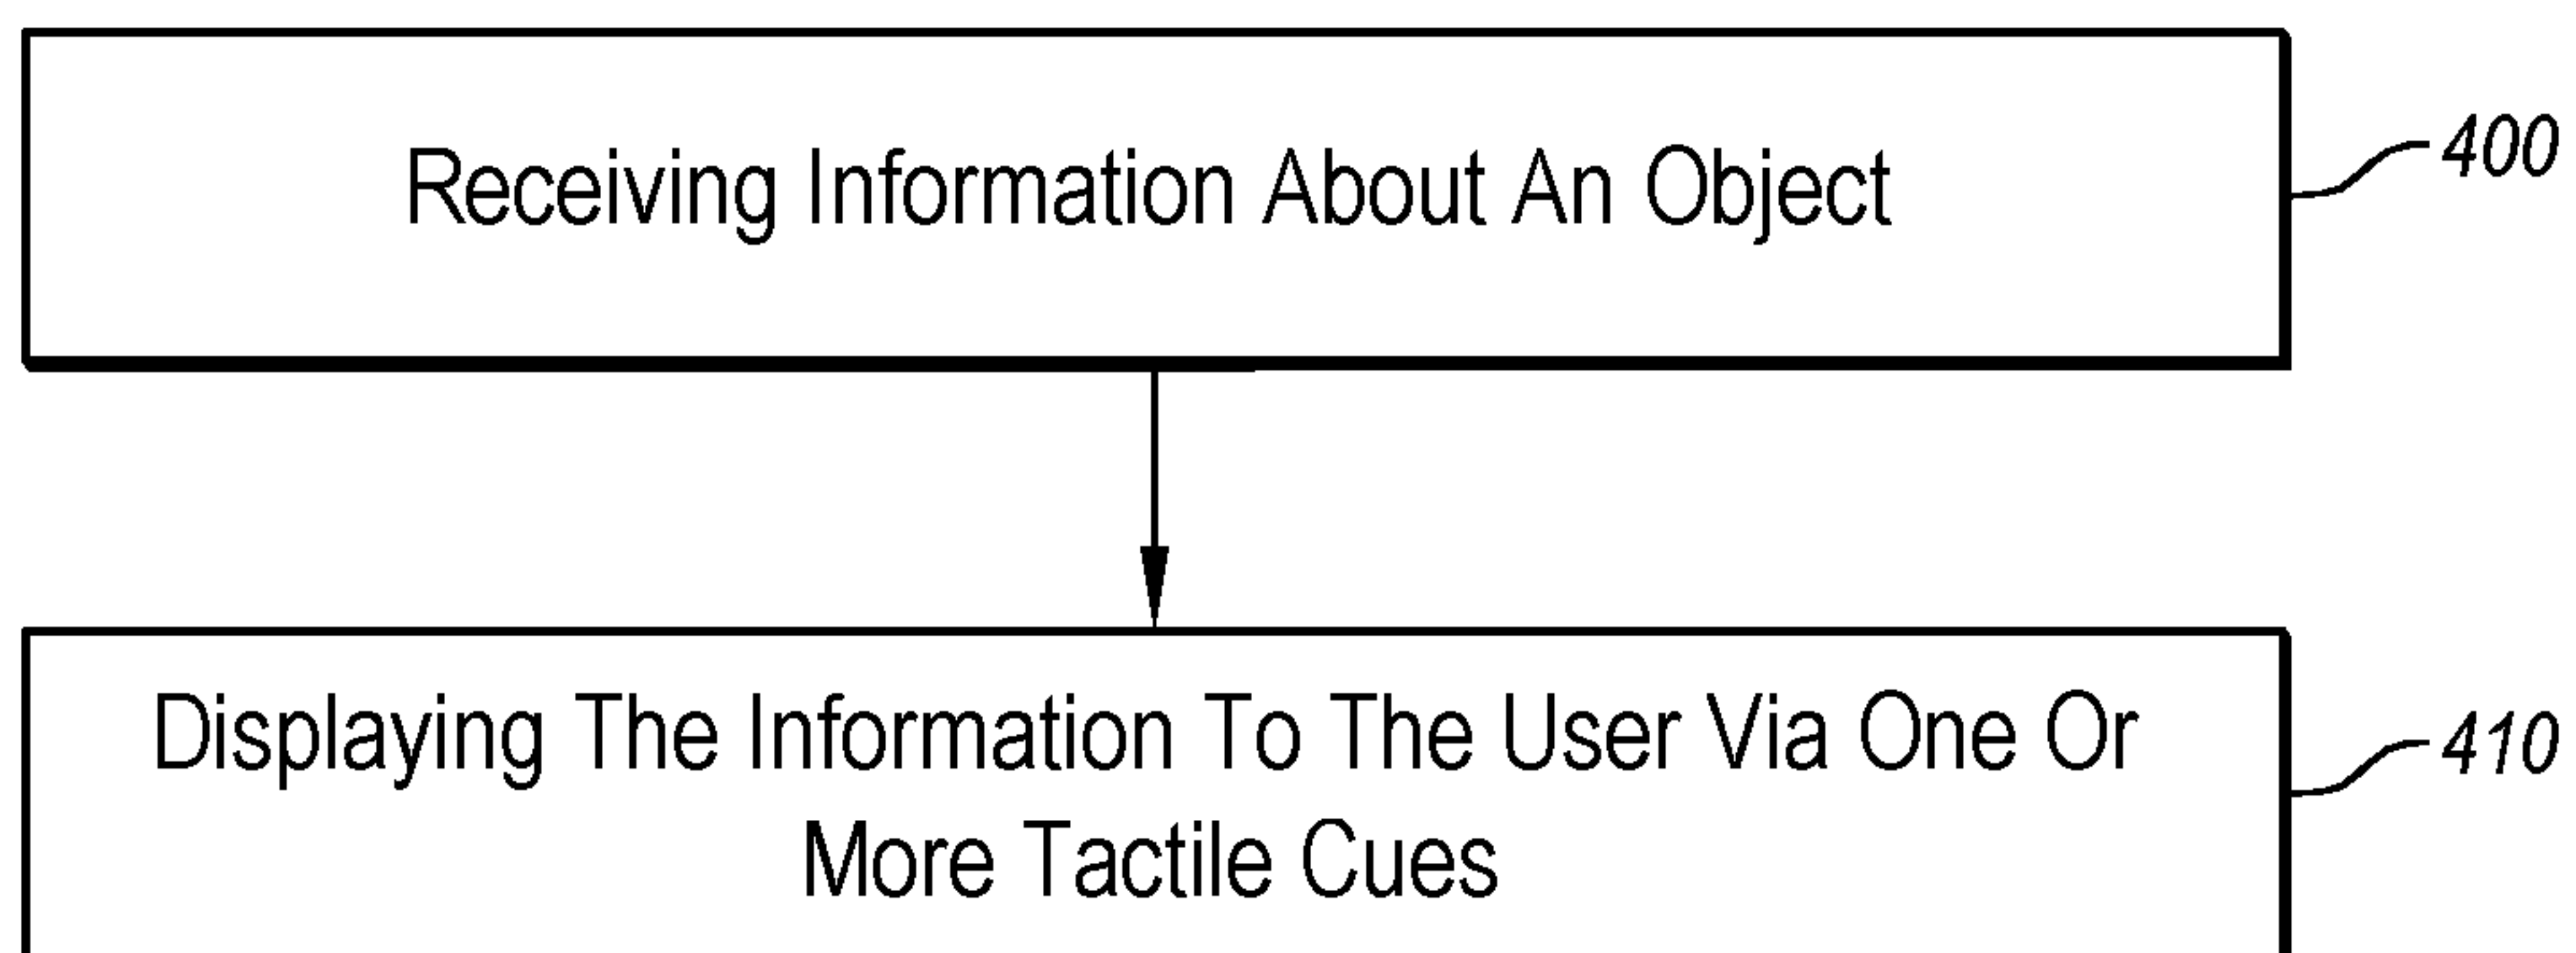 Receiving Information About An Object
400
Displaying The Information To The User Via One Or
More Tactile Cues
410